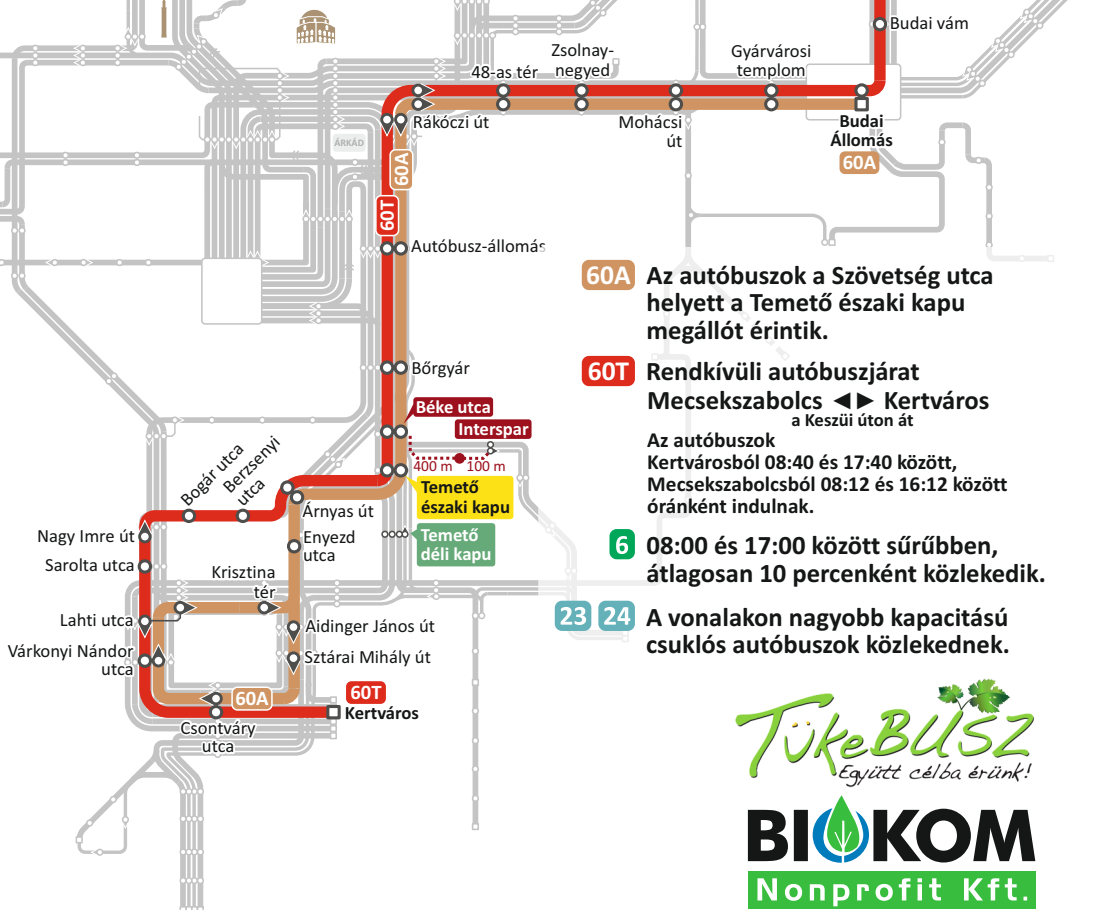 Budai vám
Zsolnay-
negyed
Gyárvárosi
templom
48-as tér
Rákóczi út
Mohácsi
út
Budai
Állomás
60A
ÁRKÁD
60A
60T
Autóbusz-állomás
60A Az autóbuszok a Szövetség utca
helyett a Temető északi kapu
megállót érintik.
Bőrgyár
60T Rendkívüli autóbuszjárat
Mecsekszabolcs ◄► Kertváros
a Keszüi úton át
Az autóbuszok
Kertvárosból 08:40 és 17:40 között,
Mecsekszabolcsból 08:12 és 16:12 között
óránként indulnak.
Béke utca
Interspar
400 m
100 m
Bogár utca
Berzsenyi
utca
Temető
északi kapu
Árnyas út
Temető
déli kapu
Nagy Imre út
Enyezd
utca
6 08:00 és 17:00 között sűrűbben,
átlagosan 10 percenként közlekedik.
Sarolta utca
Krisztina
tér
Lahti utca
Aidinger János út
23 24 A vonalakon nagyobb kapacitású
csuklós autóbuszok közlekednek.
Várkonyi Nándor
utca
Sztárai Mihály út
60A
60T
Kertváros
Csontváry
utca
TükeBUSZ
Együtt célba érünk!
BIOKOM
Nonprofit Kft.